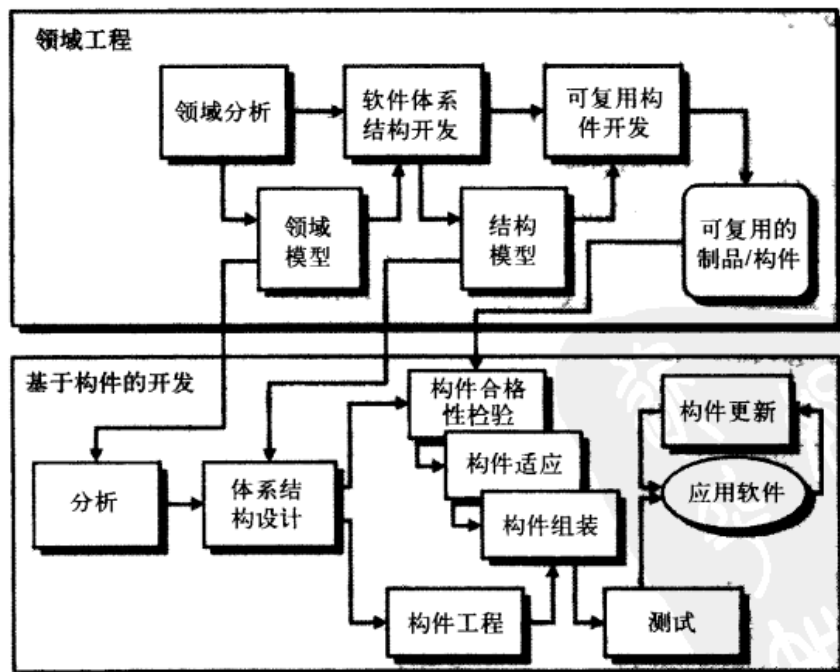 领域工程
领域分析
软件体系
结构开发
可复用构
件开发
领域
模型
结构
模型
可复用的
制品/构件
基于构件的开发
构件合格
性检验
构件更新
构件适应
分析
体系结
构设计
应用软件
构件组装
构件工程
测试